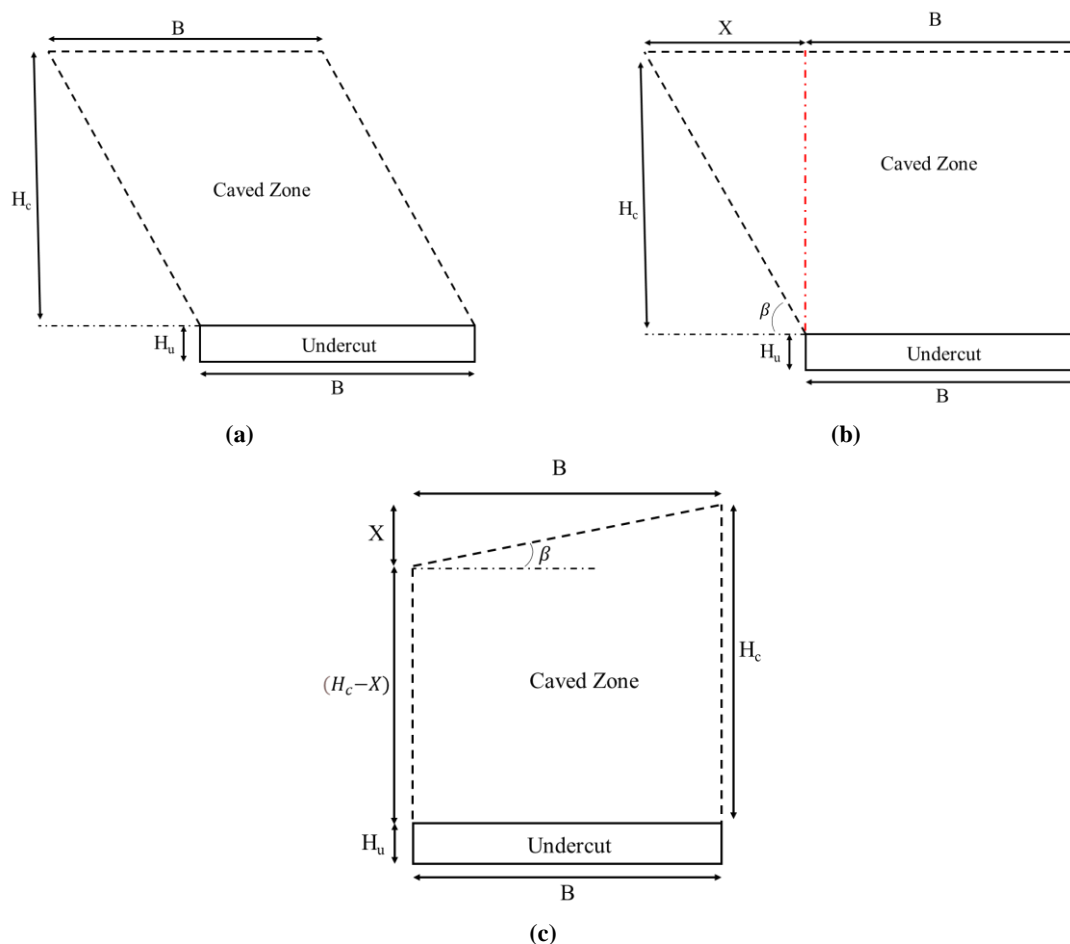 B
H_c
Caved Zone
H_u
Undercut
B
(a)
X
B
H_c
Caved Zone
β
H_u
Undercut
B
(b)
B
X
β
H_c
(H_c−X)
Caved Zone
H_u
Undercut
B
(c)